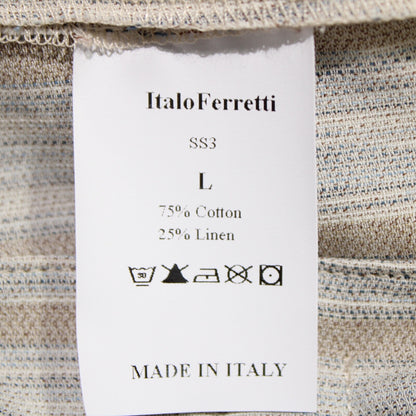 ItaloFerretti
SS3
L
75% Cotton
25% Linen
MADE IN ITALY